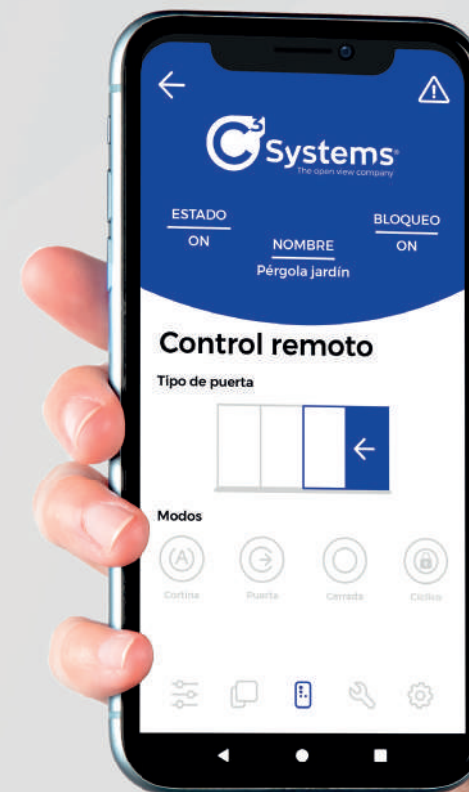 C3 Systems®
The open view company
ESTADO
ON
BLOQUEO
ON
NOMBRE
Pérgola jardín
Control remoto
Tipo de puerta
Modos
(A)
Cortina
Puerta
Cerrada
Cíclico